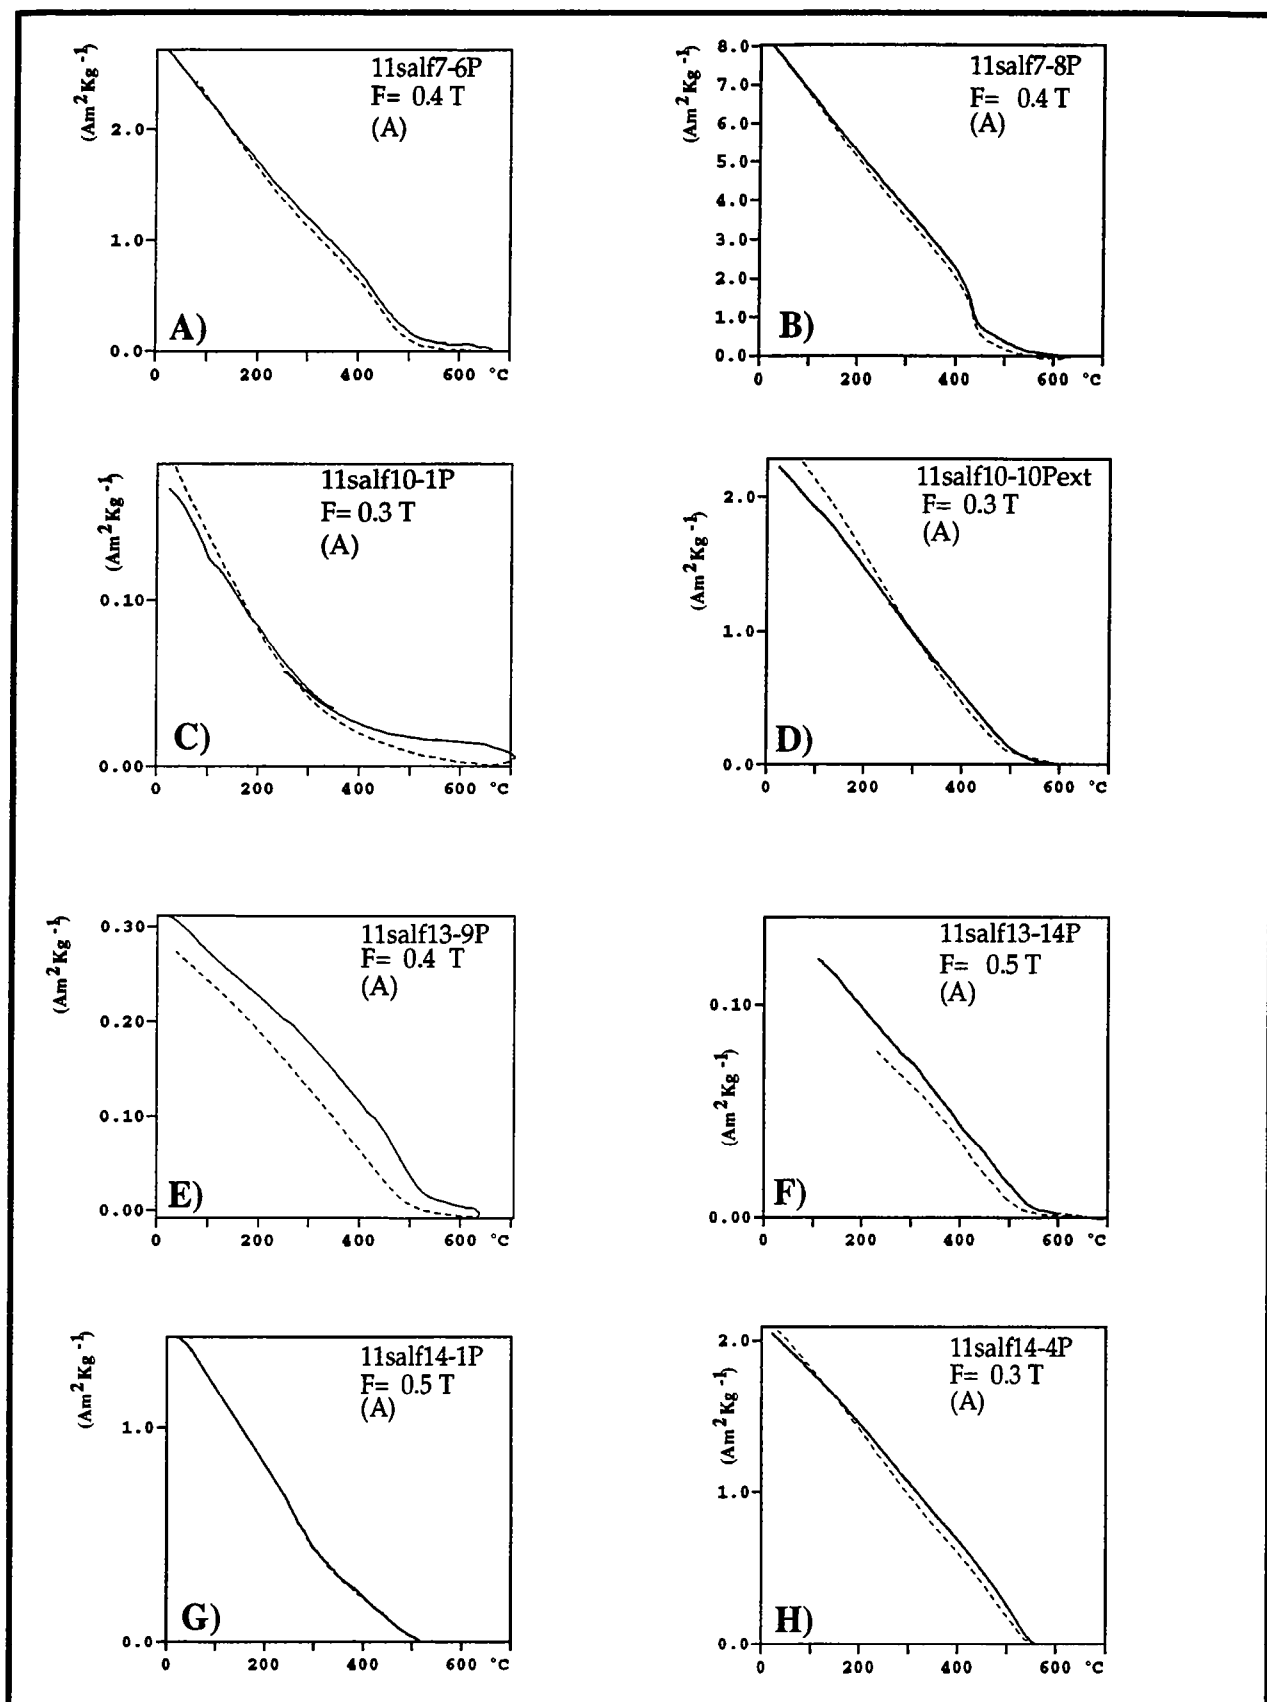 (Am²Kg⁻¹)
11salf7-6P
F= 0.4 T
(A)
2.0
1.0
0.0
A)
0 200 400 600 °C
(Am²Kg⁻¹)
11salf7-8P
F= 0.4 T
(A)
8.0
7.0
6.0
5.0
4.0
3.0
2.0
1.0
0.0
B)
0 200 400 600 °C
(Am²Kg⁻¹)
11salf10-1P
F= 0.3 T
(A)
0.10
0.00
C)
0 200 400 600 °C
(Am²Kg⁻¹)
11salf10-10Pext
F= 0.3 T
(A)
2.0
1.0
0.0
D)
0 200 400 600 °C
(Am²Kg⁻¹)
11salf13-9P
F= 0.4 T
(A)
0.30
0.20
0.10
0.00
E)
0 200 400 600 °C
(Am²Kg⁻¹)
11salf13-14P
F= 0.5 T
(A)
0.10
0.00
F)
0 200 400 600 °C
(Am²Kg⁻¹)
11salf14-1P
F= 0.5 T
(A)
1.0
0.0
G)
0 200 400 600 °C
(Am²Kg⁻¹)
11salf14-4P
F= 0.3 T
(A)
2.0
1.0
0.0
H)
0 200 400 600 °C